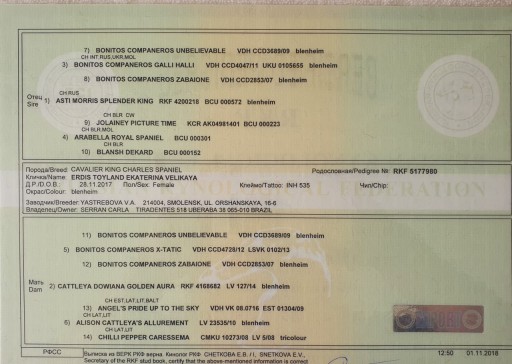 7) BONITOS COMPANEROS UNBELIEVABLE VDH CCD3689/09 blenheim
CH INT,RUS,UKR,MOL
3) BONITOS COMPANEROS GALLI HALLI VDH CCD4047/11 UKU 0105655 blenheim
8) BONITOS COMPANEROS ZABAIONE VDH CCD2853/07 blenheim
CH:RUS
Отец
Sire 1) ASTI MORRIS SPLENDER KING RKF 4200218 BCU 000572 blenheim
CH BLR CW
9) JOLAINEY PICTURE TIME KCR AK04981401 BCU 000223
CH BLR,MOL
4) ARABELLA ROYAL SPANIEL BCU 000301
CH BLR
10) BLANSH DEKARD BCU 000152
Порода/Breed: CAVALIER KING CHARLES SPANIEL Родословная/Pedigree №: RKF 5177980
Кличка/Name: ERDIS TOYLAND EKATERINA VELIKAYA
Д.Р./D.O.B.: 28.11.2017 Пол/Sex: Female Клеймо/Tattoo: INH 535 Чип/Chip:
Окрас/Colour: blenheim
Заводчик/Breeder: YASTREBOVA V.A. 214004, SMOLENSK, UL. ORSHANSKAYA, 16-6
Владелец/Owner: SERRAN CARLA TIRADENTES 518 UBERABA 38 065-010 BRAZIL
11) BONITOS COMPANEROS UNBELIEVABLE VDH CCD3689/09 blenheim
5) BONITOS COMPANEROS X-TATIC VDH CCD4728/12 LSVK 0102/13
12) BONITOS COMPANEROS ZABAIONE VDH CCD2853/07 blenheim
Мать
Dam 2) CATTLEYA DOWIANA GOLDEN AURA RKF 4168682 LV 127/14 blenheim
CH EST,LAT,LIT,BALT
13) ANGEL'S PRIDE UP TO THE SKY VDH VK 09.0716 EST 01304/09
CH LAT,LIT
6) ALISON CATTLEYA'S ALLUREMENT LV 23535/10 blenheim
CH LAT,LIT
14) CHILLI PEPPER CARESSEMA CMKU 10273/08 LV 5/08 tricolour
РФСС Выписка из ВЕРК РКФ верна. Кинолог РКФ СНЕТКОВА Е.В. /\, SNETKOVA E.V., 12:50 01.11.2018
Secretary of the RKF stud book, certify that the above-mentioned information is correct